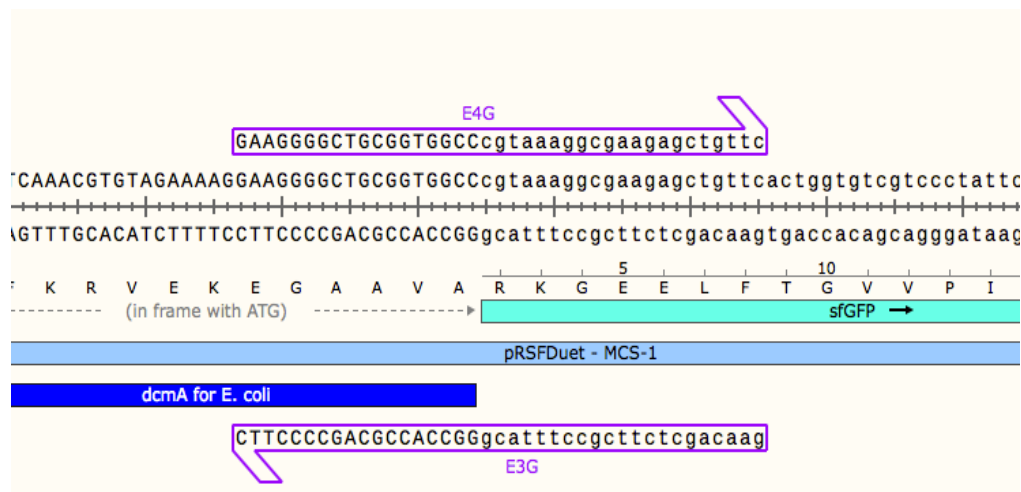 E4G
GAAGGGGCTGCGGTGGCCcgtaaaggcgaagagctgttc
TCAAACGTGTAGAAAAGGAAGGGGCTGCGGTGGCCcgtaaaggcgaagagctgttcactggtgtcgtccctattc
AGTTTGCACATCTTTTCCTTCCCCGACGCCACCGGgcatttccgcttctcgacaagtgaccacagcagggataag
5 10
K R V E K E G A A V A R K G E E L F T G V V P I
(in frame with ATG) sfGFP
pRSFDuet - MCS-1
dcmA for E. coli
CTTCCCCGACGCCACCGGgcatttccgcttctcgacaag
E3G